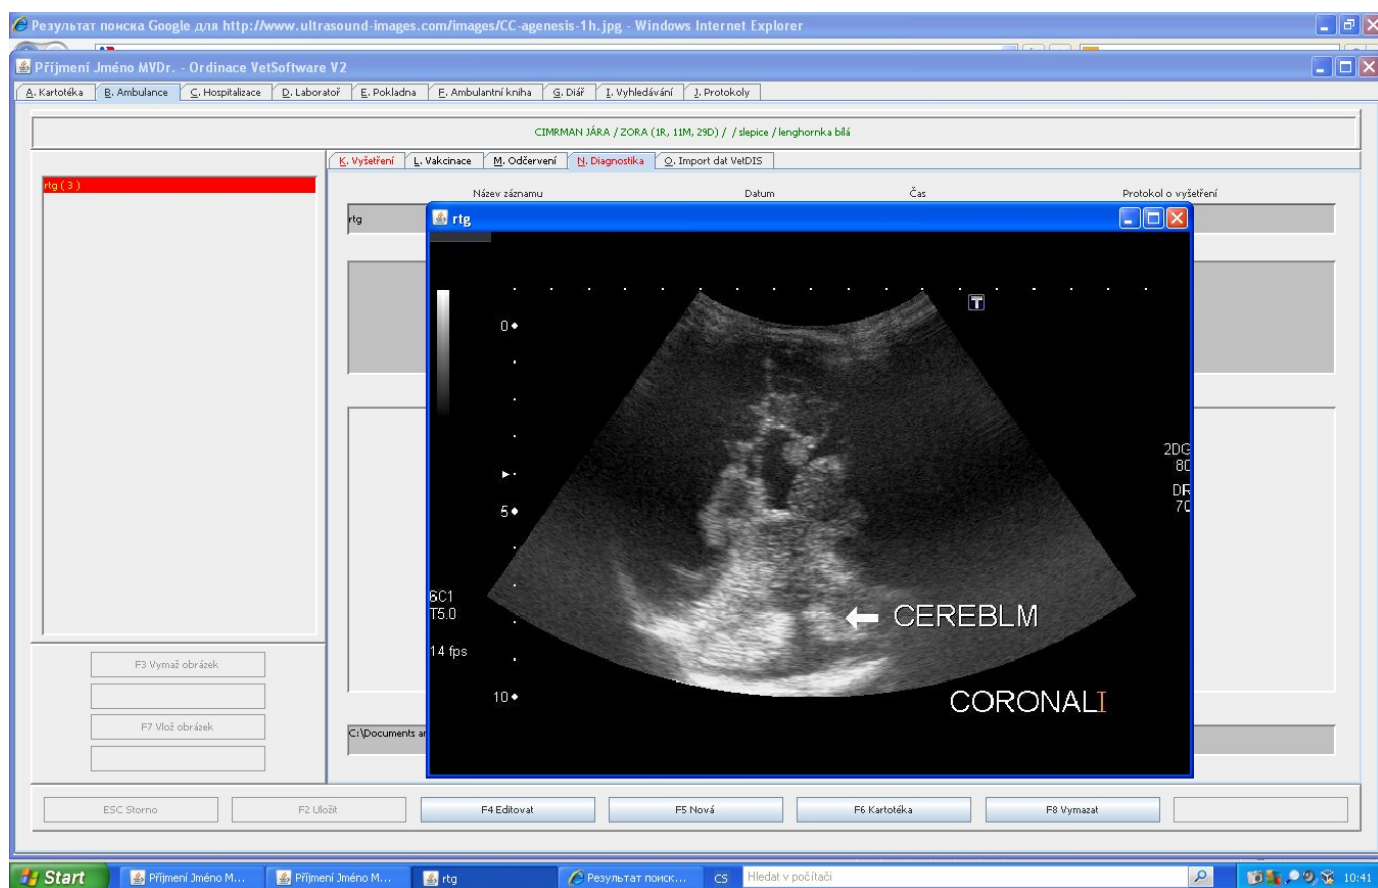 Результат поиска Google для http://www.ultrasound-images.com/images/CC-agenesis-1h.jpg - Windows Internet Explorer
Příjmení Jméno MVDr. - Ordinace VetSoftware V2
A. Kartotéka B. Ambulance C. Hospitalizace D. Laboratoř E. Pokladna F. Ambulantní kniha G. Diář I. Vyhledávání J. Protokoly
CIMRMAN JÁRA / ZORA (1R, 11M, 29D) / / slepice / lenghornka bílá
K. Vyšetření L. Vakcinace M. Odčervení N. Diagnostika O. Import dat VetDIS
rtg ( 3 )
Název záznamu Datum Čas Protokol o vyšetření
rtg
rtg
T
0
5
10
2DG
80
DR
70
6C1
T5.0
14 fps
CEREBLM
CORONAL
C:\Documents
F3 Vymaž obrázek
F7 Vlož obrázek
ESC Storno F2 Uložit F4 Editovat F5 Nová F6 Kartotéka F8 Vymazat
Start Příjmení Jméno M... Příjmení Jméno M... rtg Результат поиск... CS Hledat v počítači 10:41